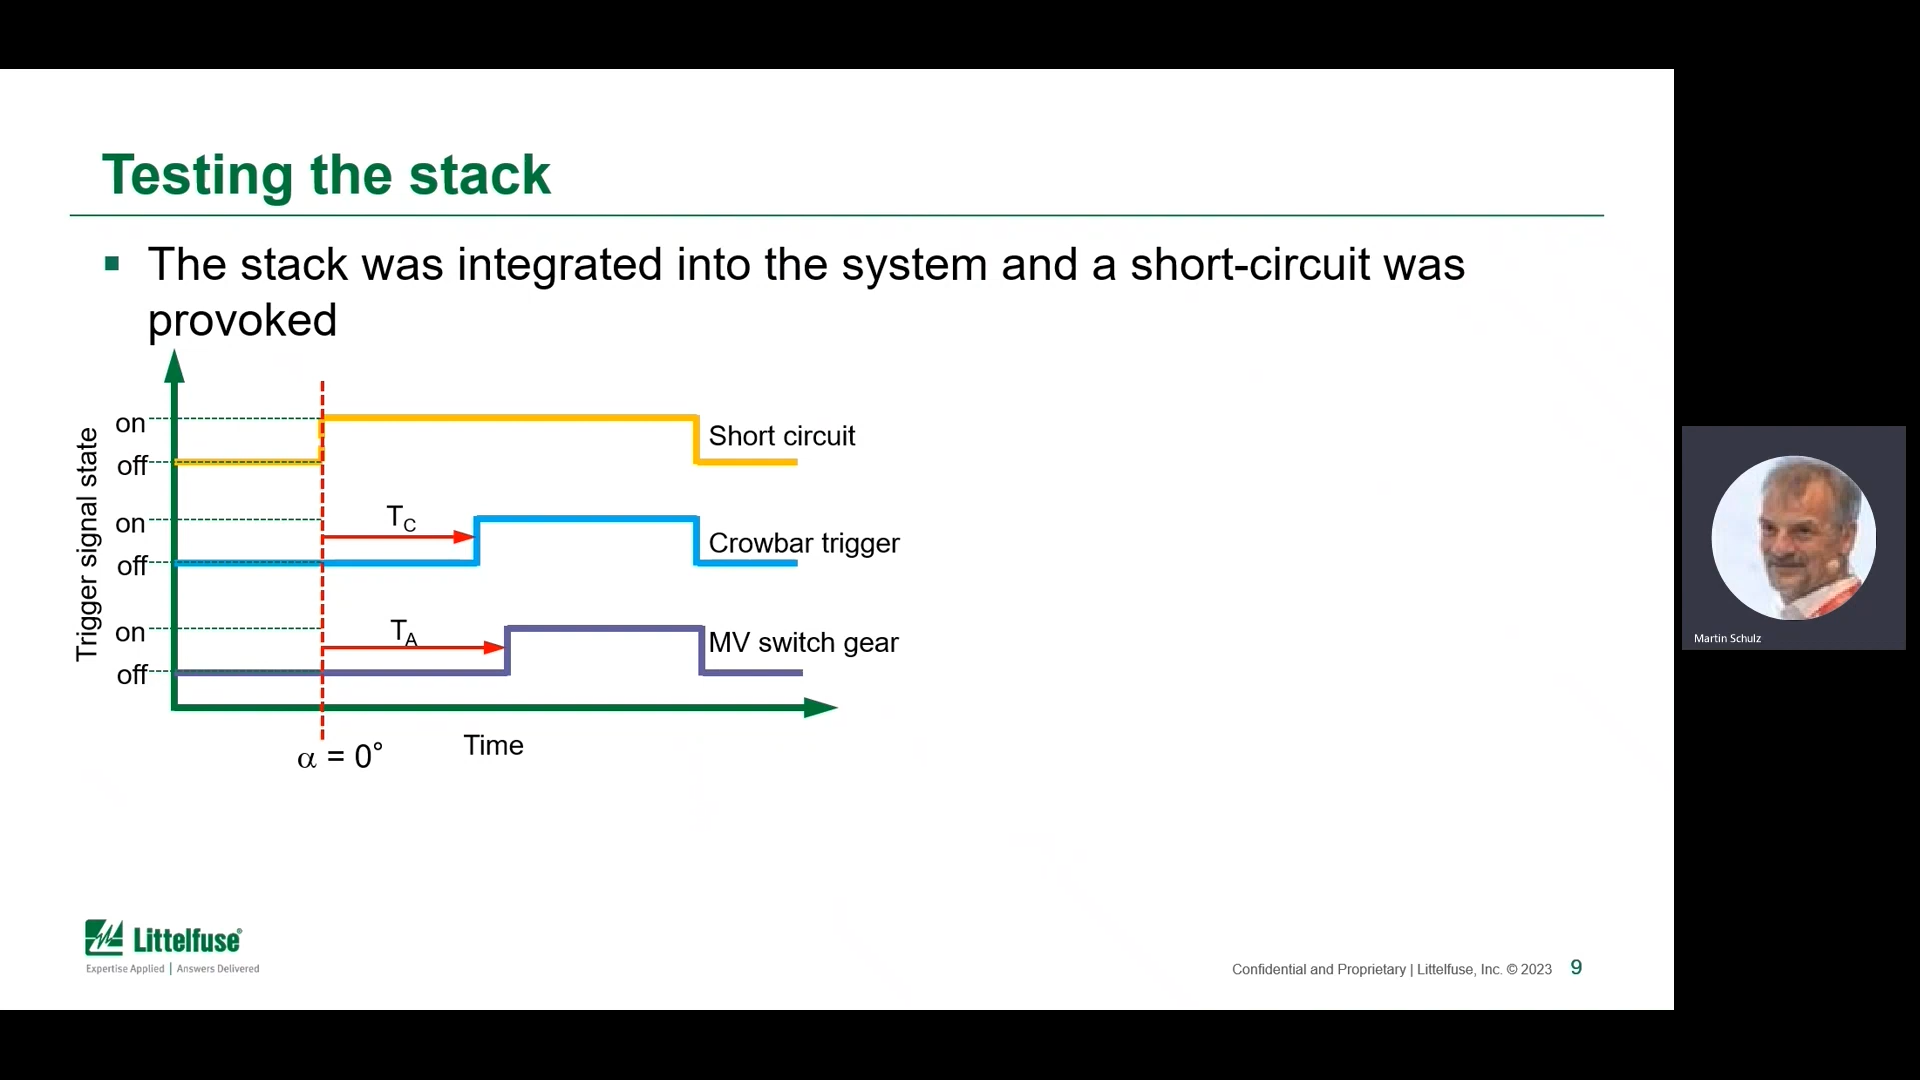 Testing the stack
▪ The stack was integrated into the system and a short-circuit was
provoked
Trigger signal state
on
off
Short circuit
on
off
T_C
Crowbar trigger
on
off
T_A
MV switch gear
α = 0°
Time
Littelfuse®
Expertise Applied | Answers Delivered
Confidential and Proprietary | Littelfuse, Inc. © 2023 9
Martin Schulz